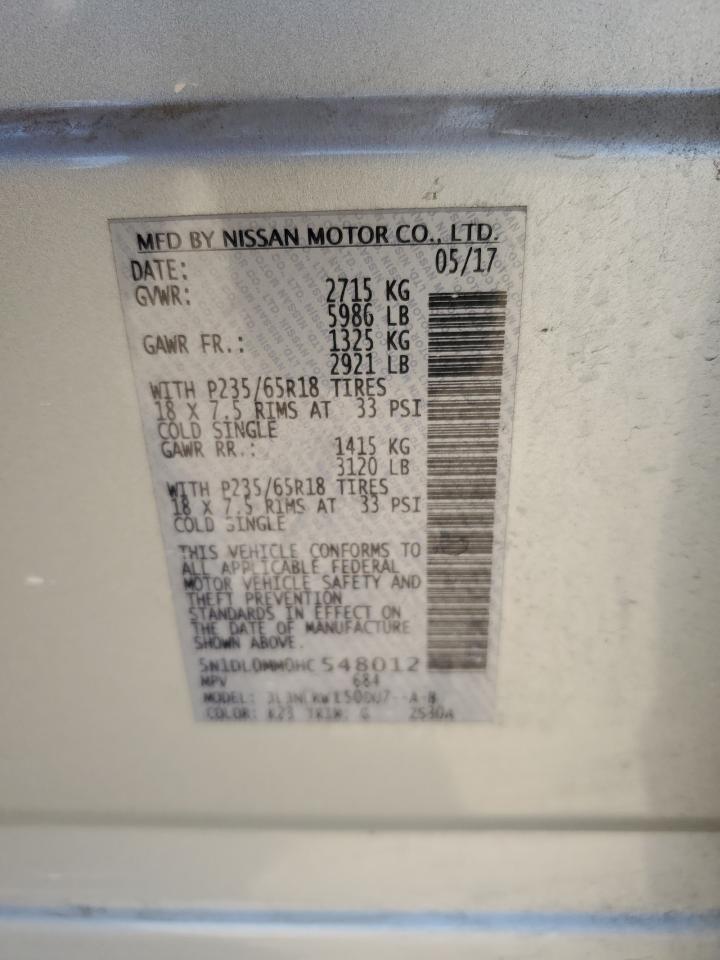 MFD BY NISSAN MOTOR CO., LTD.
DATE: 05/17
GVWR: 2715 KG
5986 LB
GAWR FR.: 1325 KG
2921 LB
WITH P235/65R18 TIRES
18 X 7.5 RIMS AT 33 PSI
COLD SINGLE
GAWR RR.: 1415 KG
3120 LB
WITH P235/65R18 TIRES
18 X 7.5 RIMS AT 33 PSI
COLD SINGLE
THIS VEHICLE CONFORMS TO
ALL APPLICABLE FEDERAL
MOTOR VEHICLE SAFETY AND
THEFT PREVENTION
STANDARDS IN EFFECT ON
THE DATE OF MANUFACTURE
SHOWN ABOVE.
5N1DL0MM0HC548012
MPV 684
MODEL:
COLOR: K23 TRIM: G